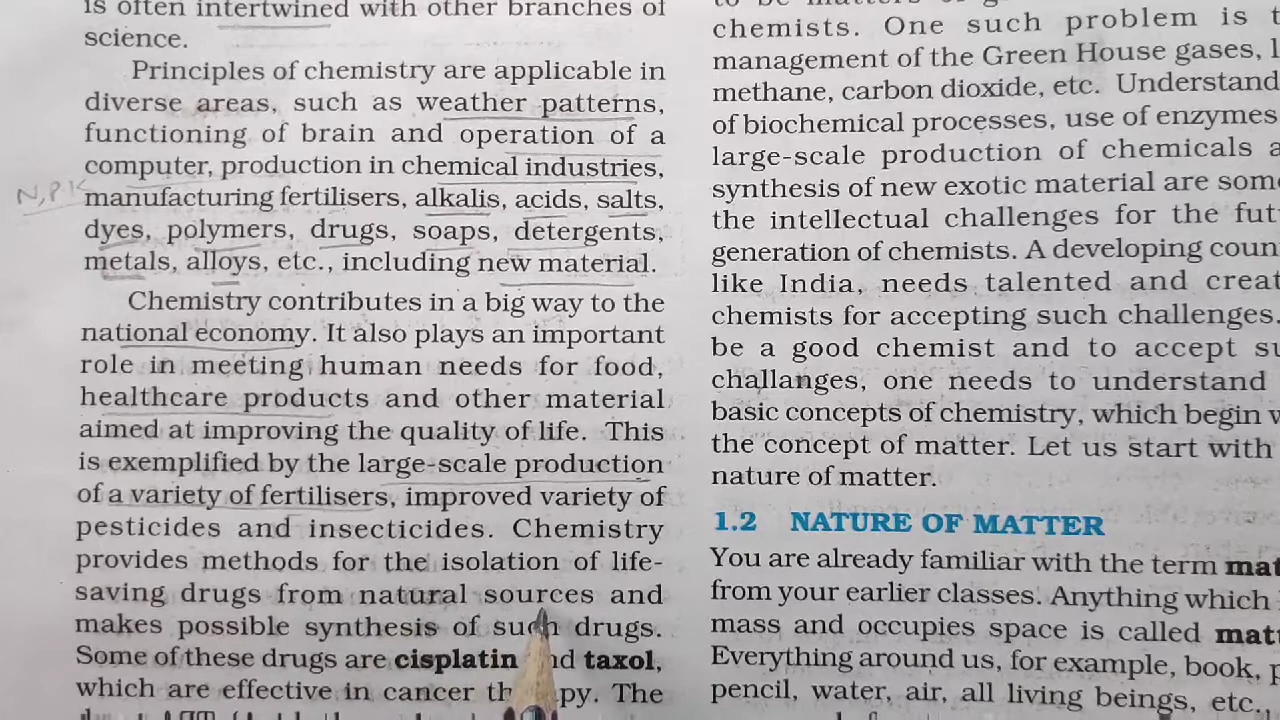 is often intertwined with other branches of
science.
Principles of chemistry are applicable in
diverse areas, such as weather patterns,
functioning of brain and operation of a
computer, production in chemical industries,
manufacturing fertilisers, alkalis, acids, salts,
dyes, polymers, drugs, soaps, detergents,
metals, alloys, etc., including new material.
Chemistry contributes in a big way to the
national economy. It also plays an important
role in meeting human needs for food,
healthcare products and other material
aimed at improving the quality of life. This
is exemplified by the large-scale production
of a variety of fertilisers, improved variety of
pesticides and insecticides. Chemistry
provides methods for the isolation of life-
saving drugs from natural sources and
makes possible synthesis of such drugs.
Some of these drugs are cisplatin and taxol,
which are effective in cancer therapy. The
N,P,K
chemists. One such problem is
management of the Green House gases,
methane, carbon dioxide, etc. Understand
of biochemical processes, use of enzymes
large-scale production of chemicals
synthesis of new exotic material are some
the intellectual challenges for the fut
generation of chemists. A developing coun
like India, needs talented and creat
chemists for accepting such challenges.
be a good chemist and to accept su
challanges, one needs to understand
basic concepts of chemistry, which begin w
the concept of matter. Let us start with
nature of matter.
1.2 NATURE OF MATTER
You are already familiar with the term mat
from your earlier classes. Anything which
mass and occupies space is called mat
Everything around us, for example, book, p
pencil, water, air, all living beings, etc.,